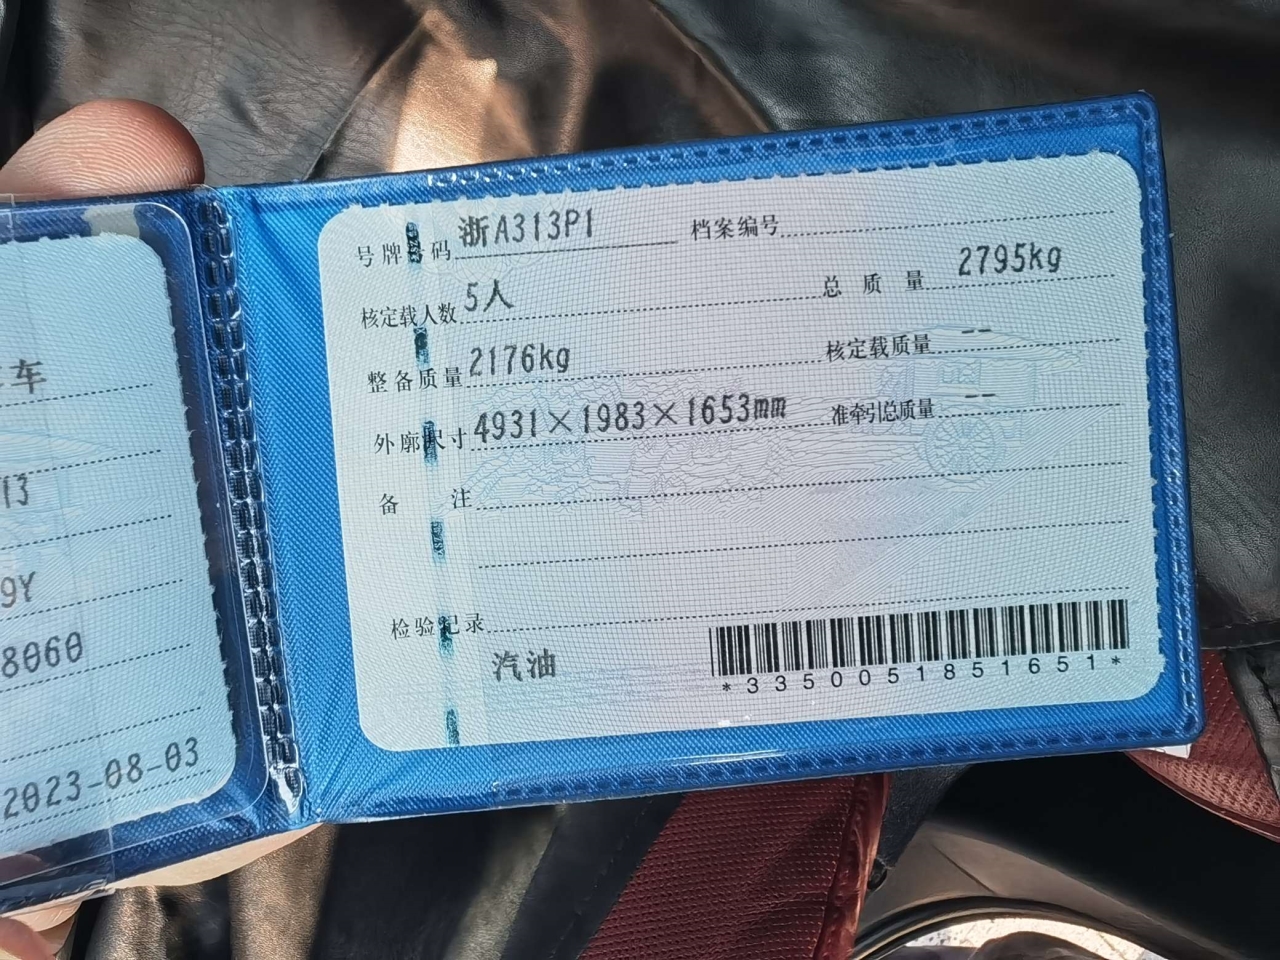 车
13
9Y
8060
2023-08-03
号牌号码 浙A313P1 档案编号
核定载人数 5人 总质量 2795kg
整备质量 2176kg 核定载质量 --
外廓尺寸 4931×1983×1653mm 准牵引总质量 --
备注
检验记录
汽油
*3350051851651*